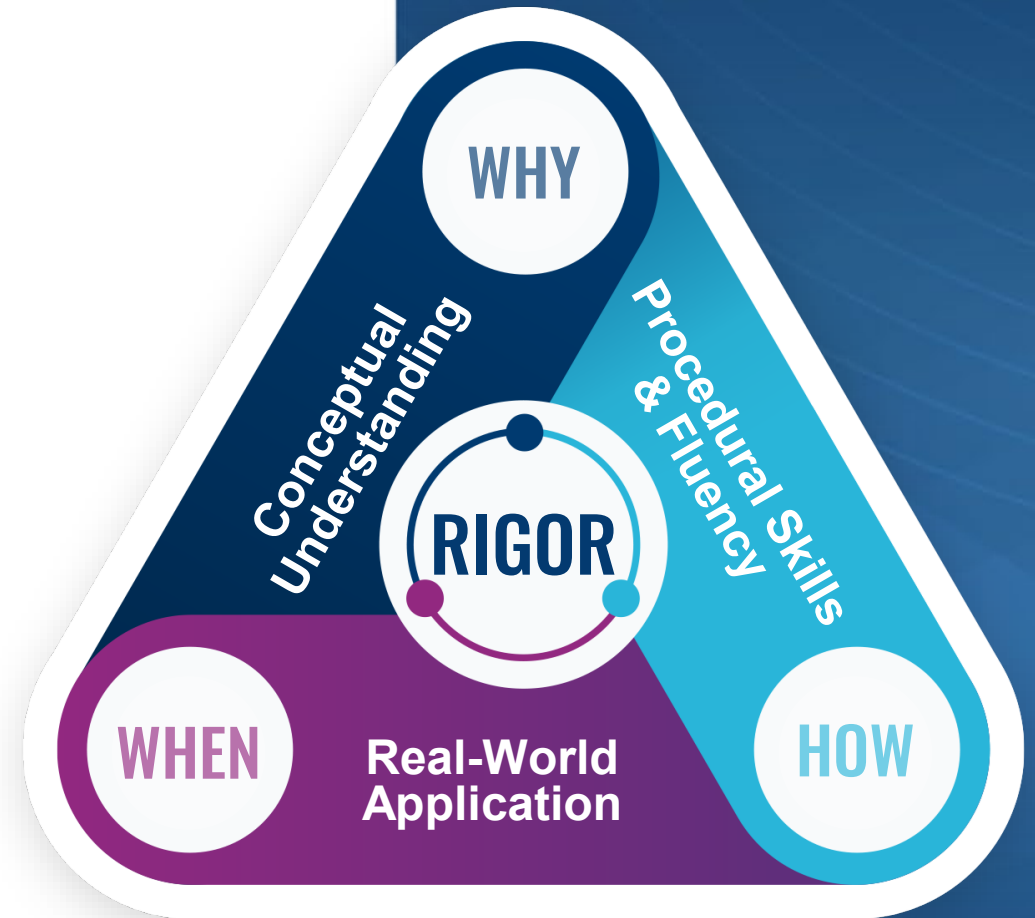 WHY
Conceptual
Understanding
Procedural Skills
& Fluency
RIGOR
WHEN
Real-World
Application
HOW